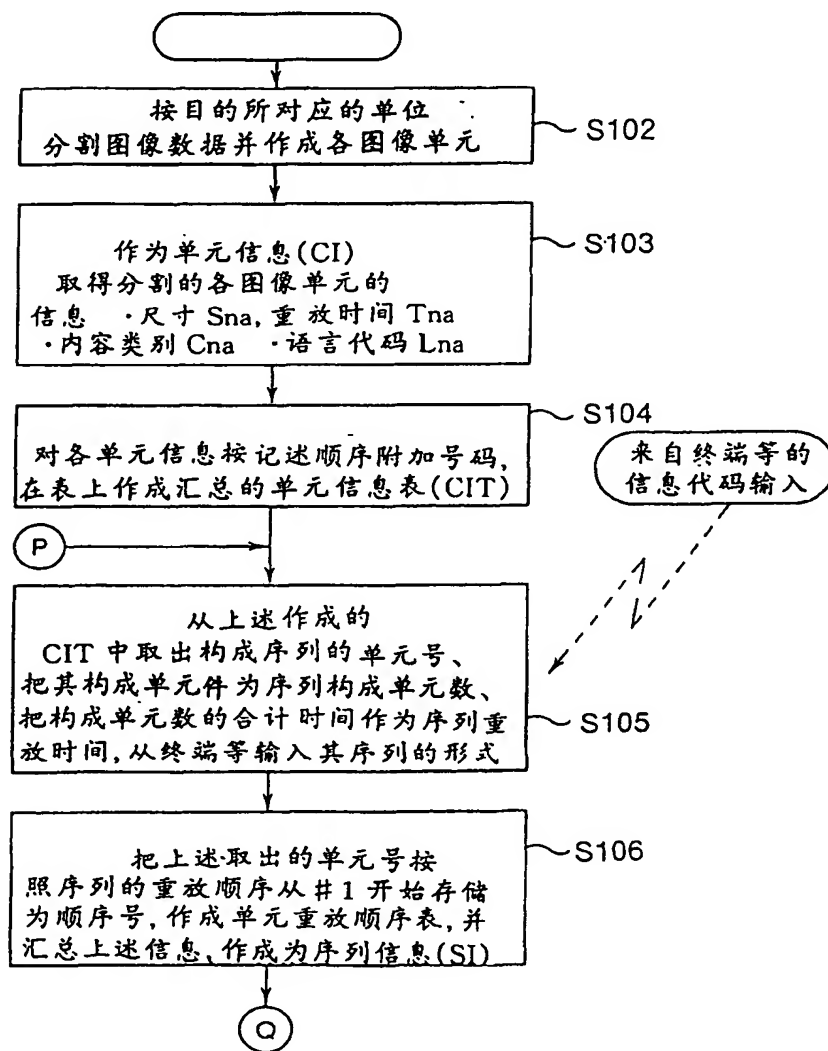 按目的所对应的单位
分割图像数据并作成各图像单元
S102
作为单元信息(CI)
取得分割的各图像单元的
信息 ·尺寸 Sna,重放时间 Tna
·内容类别 Cna ·语言代码 Lna
S103
对各单元信息按记述顺序附加号码,
在表上作成汇总的单元信息表(CIT)
S104
来自终端等的
信息代码输入
P
从上述作成的
CIT 中取出构成序列的单元号、
把其构成单元件为序列构成单元数、
把构成单元数的合计时间作为序列重
放时间,从终端等输入其序列的形式
S105
把上述取出的单元号按
照序列的重放顺序从#1开始存储
为顺序号,作成单元重放顺序表,并
汇总上述信息、作成为序列信息(SI)
S106
Q